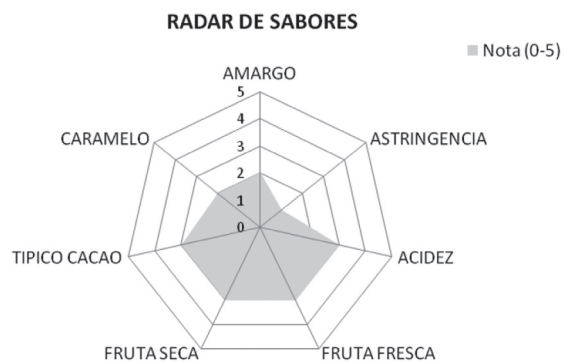 RADAR DE SABORES
Nota (0-5)
AMARGO
5
4
3
2
1
0
CARAMELO
ASTRINGENCIA
TIPICO CACAO
ACIDEZ
FRUTA SECA
FRUTA FRESCA